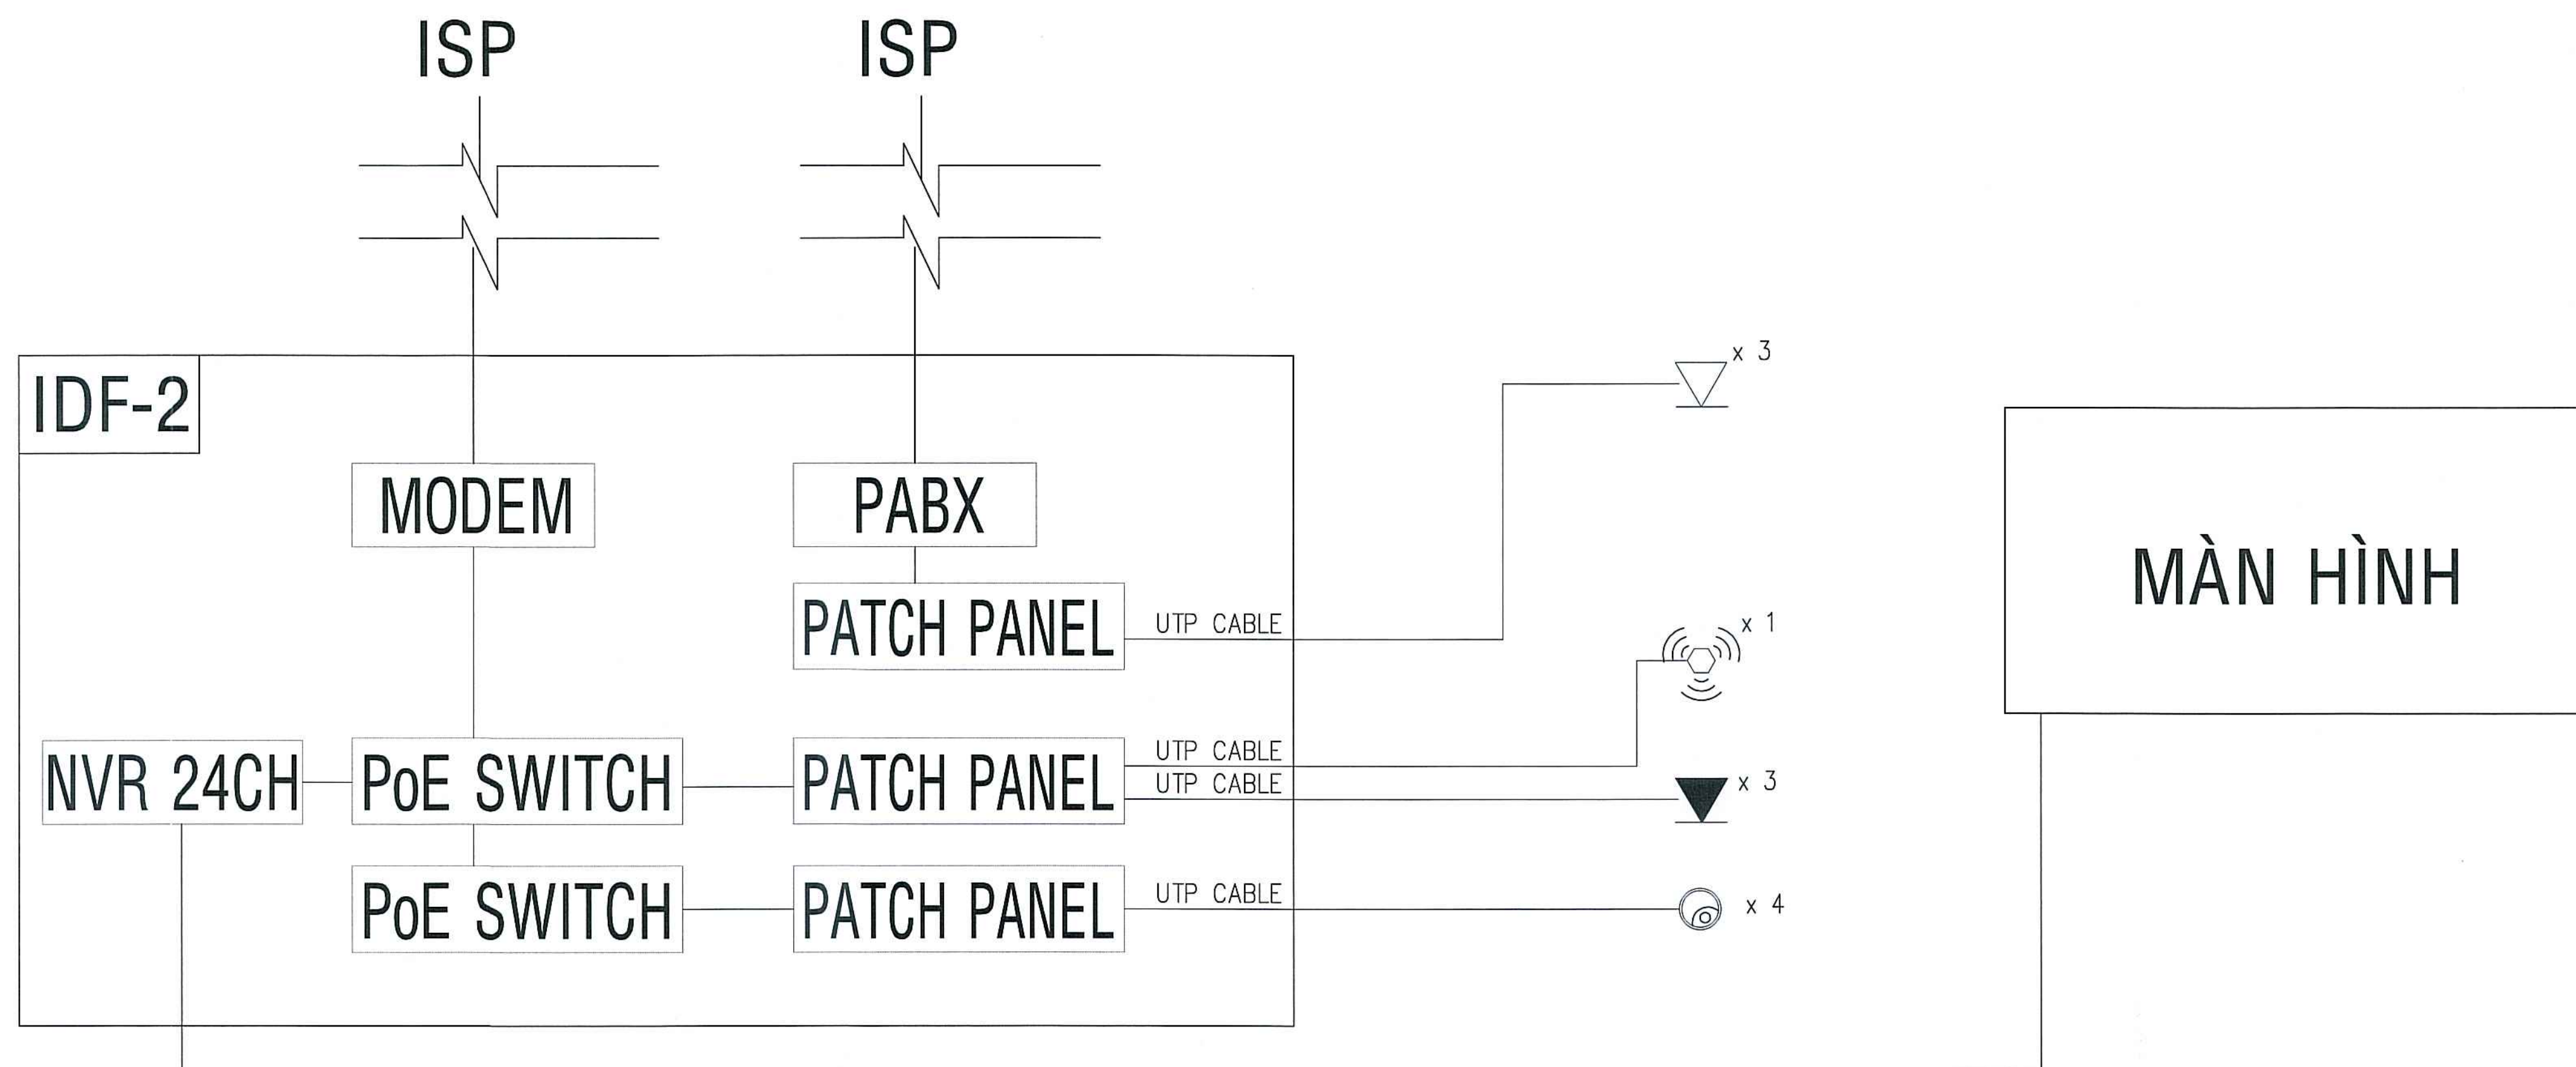 ISP
ISP
x 3
IDF-2
MODEM
PABX
MÀN HÌNH
PATCH PANEL
UTP CABLE
x 1
NVR 24CH
PoE SWITCH
PATCH PANEL
UTP CABLE
UTP CABLE
x 3
PoE SWITCH
PATCH PANEL
UTP CABLE
x 4